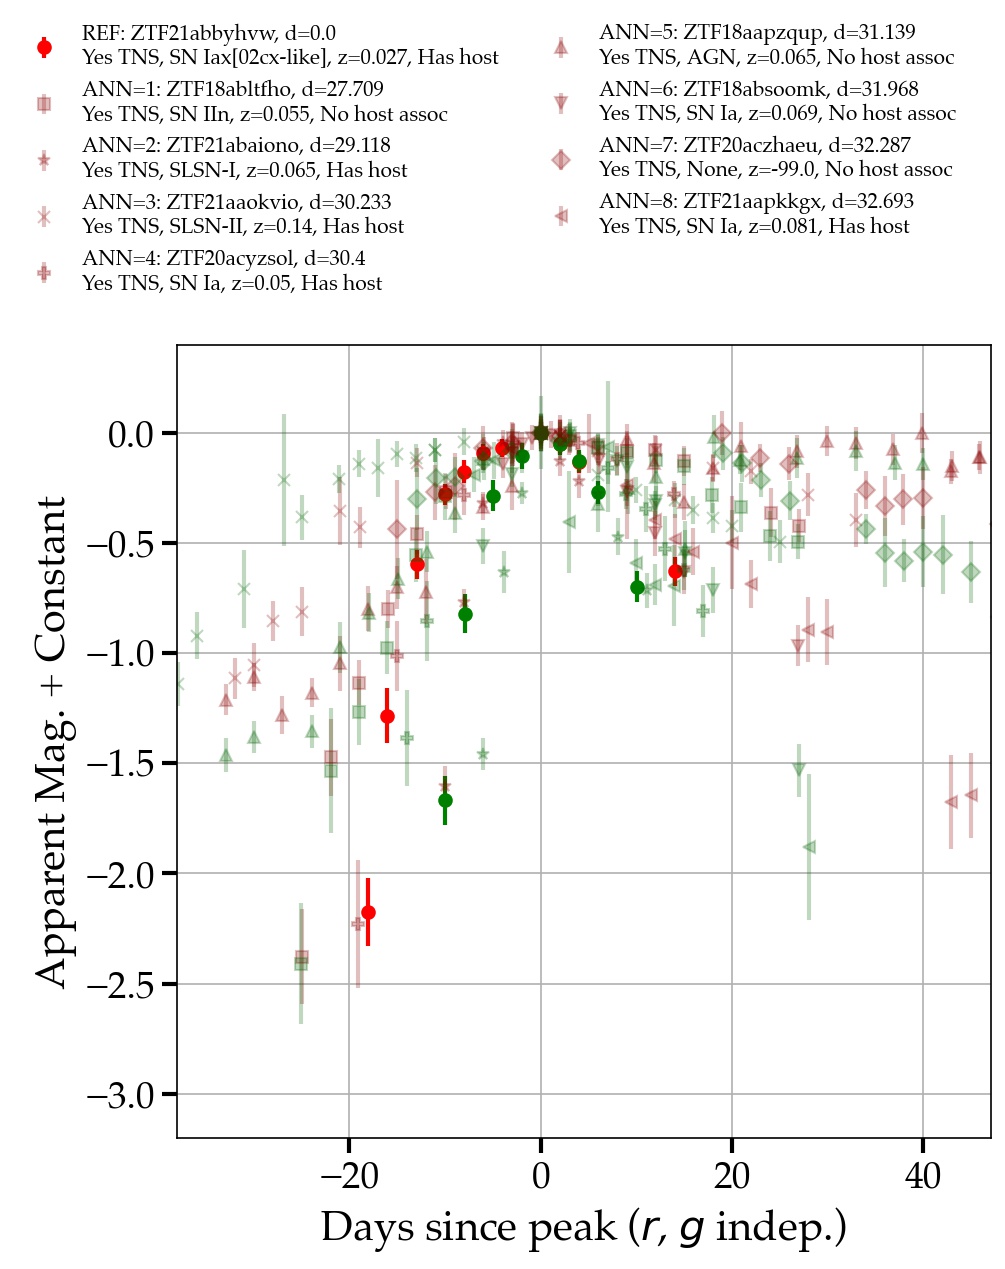 REF: ZTF21abbyhvw, d=0.0
Yes TNS, SN Iax[02cx-like], z=0.027, Has host
ANN=1: ZTF18abltfho, d=27.709
Yes TNS, SN IIn, z=0.055, No host assoc
ANN=2: ZTF21abaiono, d=29.118
Yes TNS, SLSN-I, z=0.065, Has host
ANN=3: ZTF21aaokvio, d=30.233
Yes TNS, SLSN-II, z=0.14, Has host
ANN=4: ZTF20acyzsol, d=30.4
Yes TNS, SN Ia, z=0.05, Has host
ANN=5: ZTF18aapzqup, d=31.139
Yes TNS, AGN, z=0.065, No host assoc
ANN=6: ZTF18absoomk, d=31.968
Yes TNS, SN Ia, z=0.069, No host assoc
ANN=7: ZTF20aczhaeu, d=32.287
Yes TNS, None, z=-99.0, No host assoc
ANN=8: ZTF21aapkkgx, d=32.693
Yes TNS, SN Ia, z=0.081, Has host
Apparent Mag. + Constant
0.0
−0.5
−1.0
−1.5
−2.0
−2.5
−3.0
−20 0 20 40
Days since peak (r, g indep.)